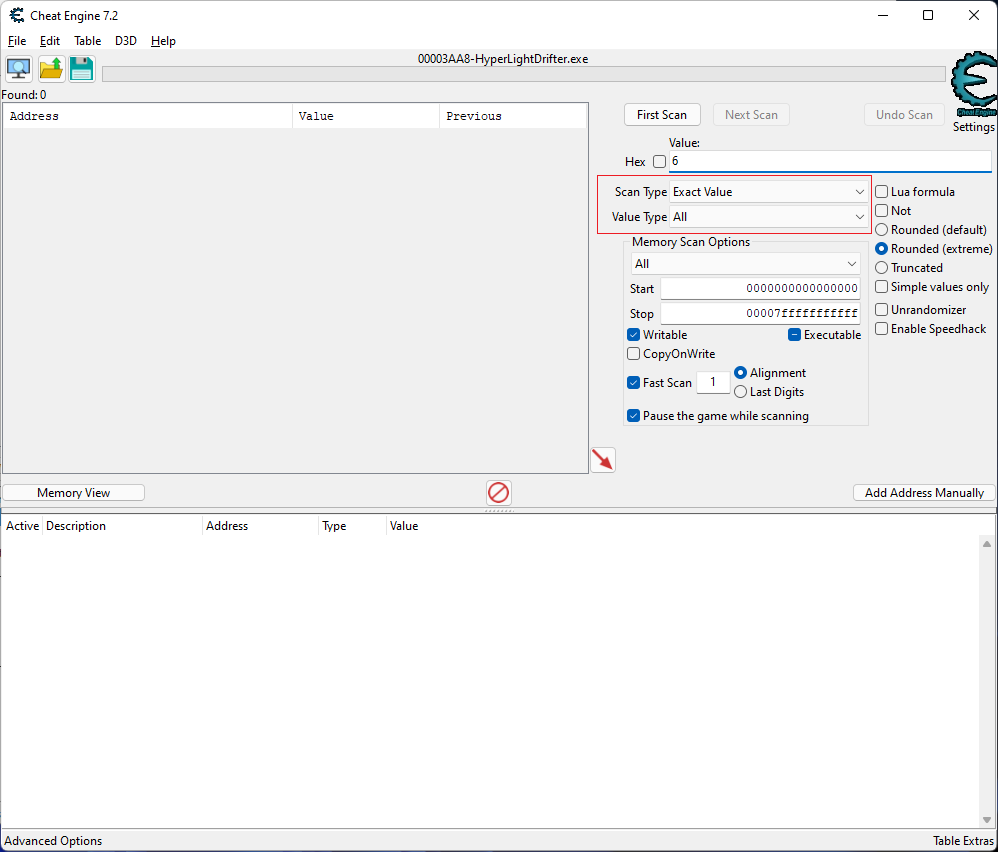 Cheat Engine 7.2
File Edit Table D3D Help
00003AA8-HyperLightDrifter.exe
Found: 0
Address Value Previous
First Scan Next Scan Undo Scan
Cheat Engine
Settings
Value:
Hex 6
Scan Type Exact Value
Value Type All
Lua formula
Not
Rounded (default)
Rounded (extreme)
Truncated
Simple values only
Unrandomizer
Enable Speedhack
Memory Scan Options
All
Start 0000000000000000
Stop 00007fffffffffff
Writable Executable
CopyOnWrite
Fast Scan 1 Alignment
Last Digits
Pause the game while scanning
Memory View Add Address Manually
Active Description Address Type Value
Advanced Options Table Extras